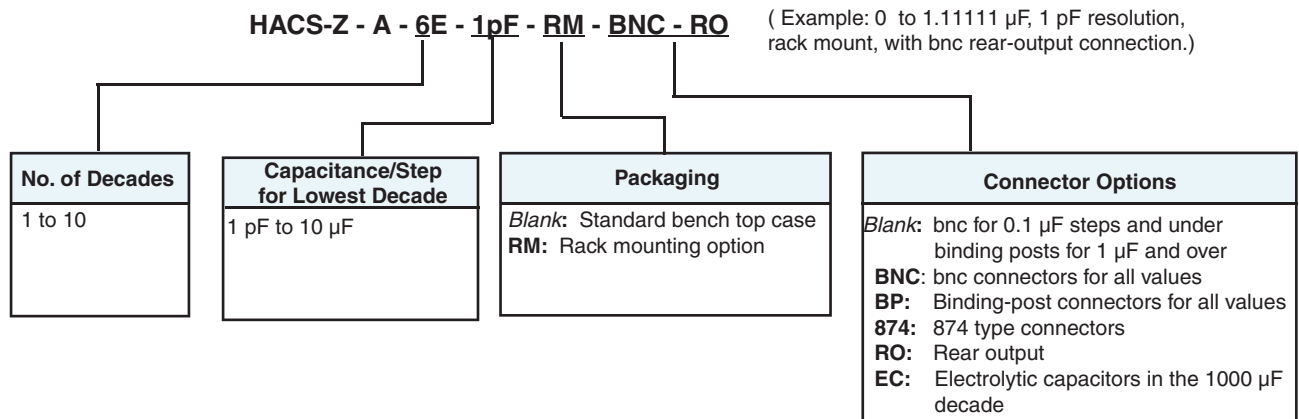 HACS-Z - A - 6E - 1pF - RM - BNC - RO
( Example: 0 to 1.11111 µF, 1 pF resolution,
rack mount, with bnc rear-output connection.)
No. of Decades
1 to 10
Capacitance/Step
for Lowest Decade
1 pF to 10 µF
Packaging
Blank: Standard bench top case
RM: Rack mounting option
Connector Options
Blank: bnc for 0.1 µF steps and under
binding posts for 1 µF and over
BNC: bnc connectors for all values
BP: Binding-post connectors for all values
874: 874 type connectors
RO: Rear output
EC: Electrolytic capacitors in the 1000 µF
decade